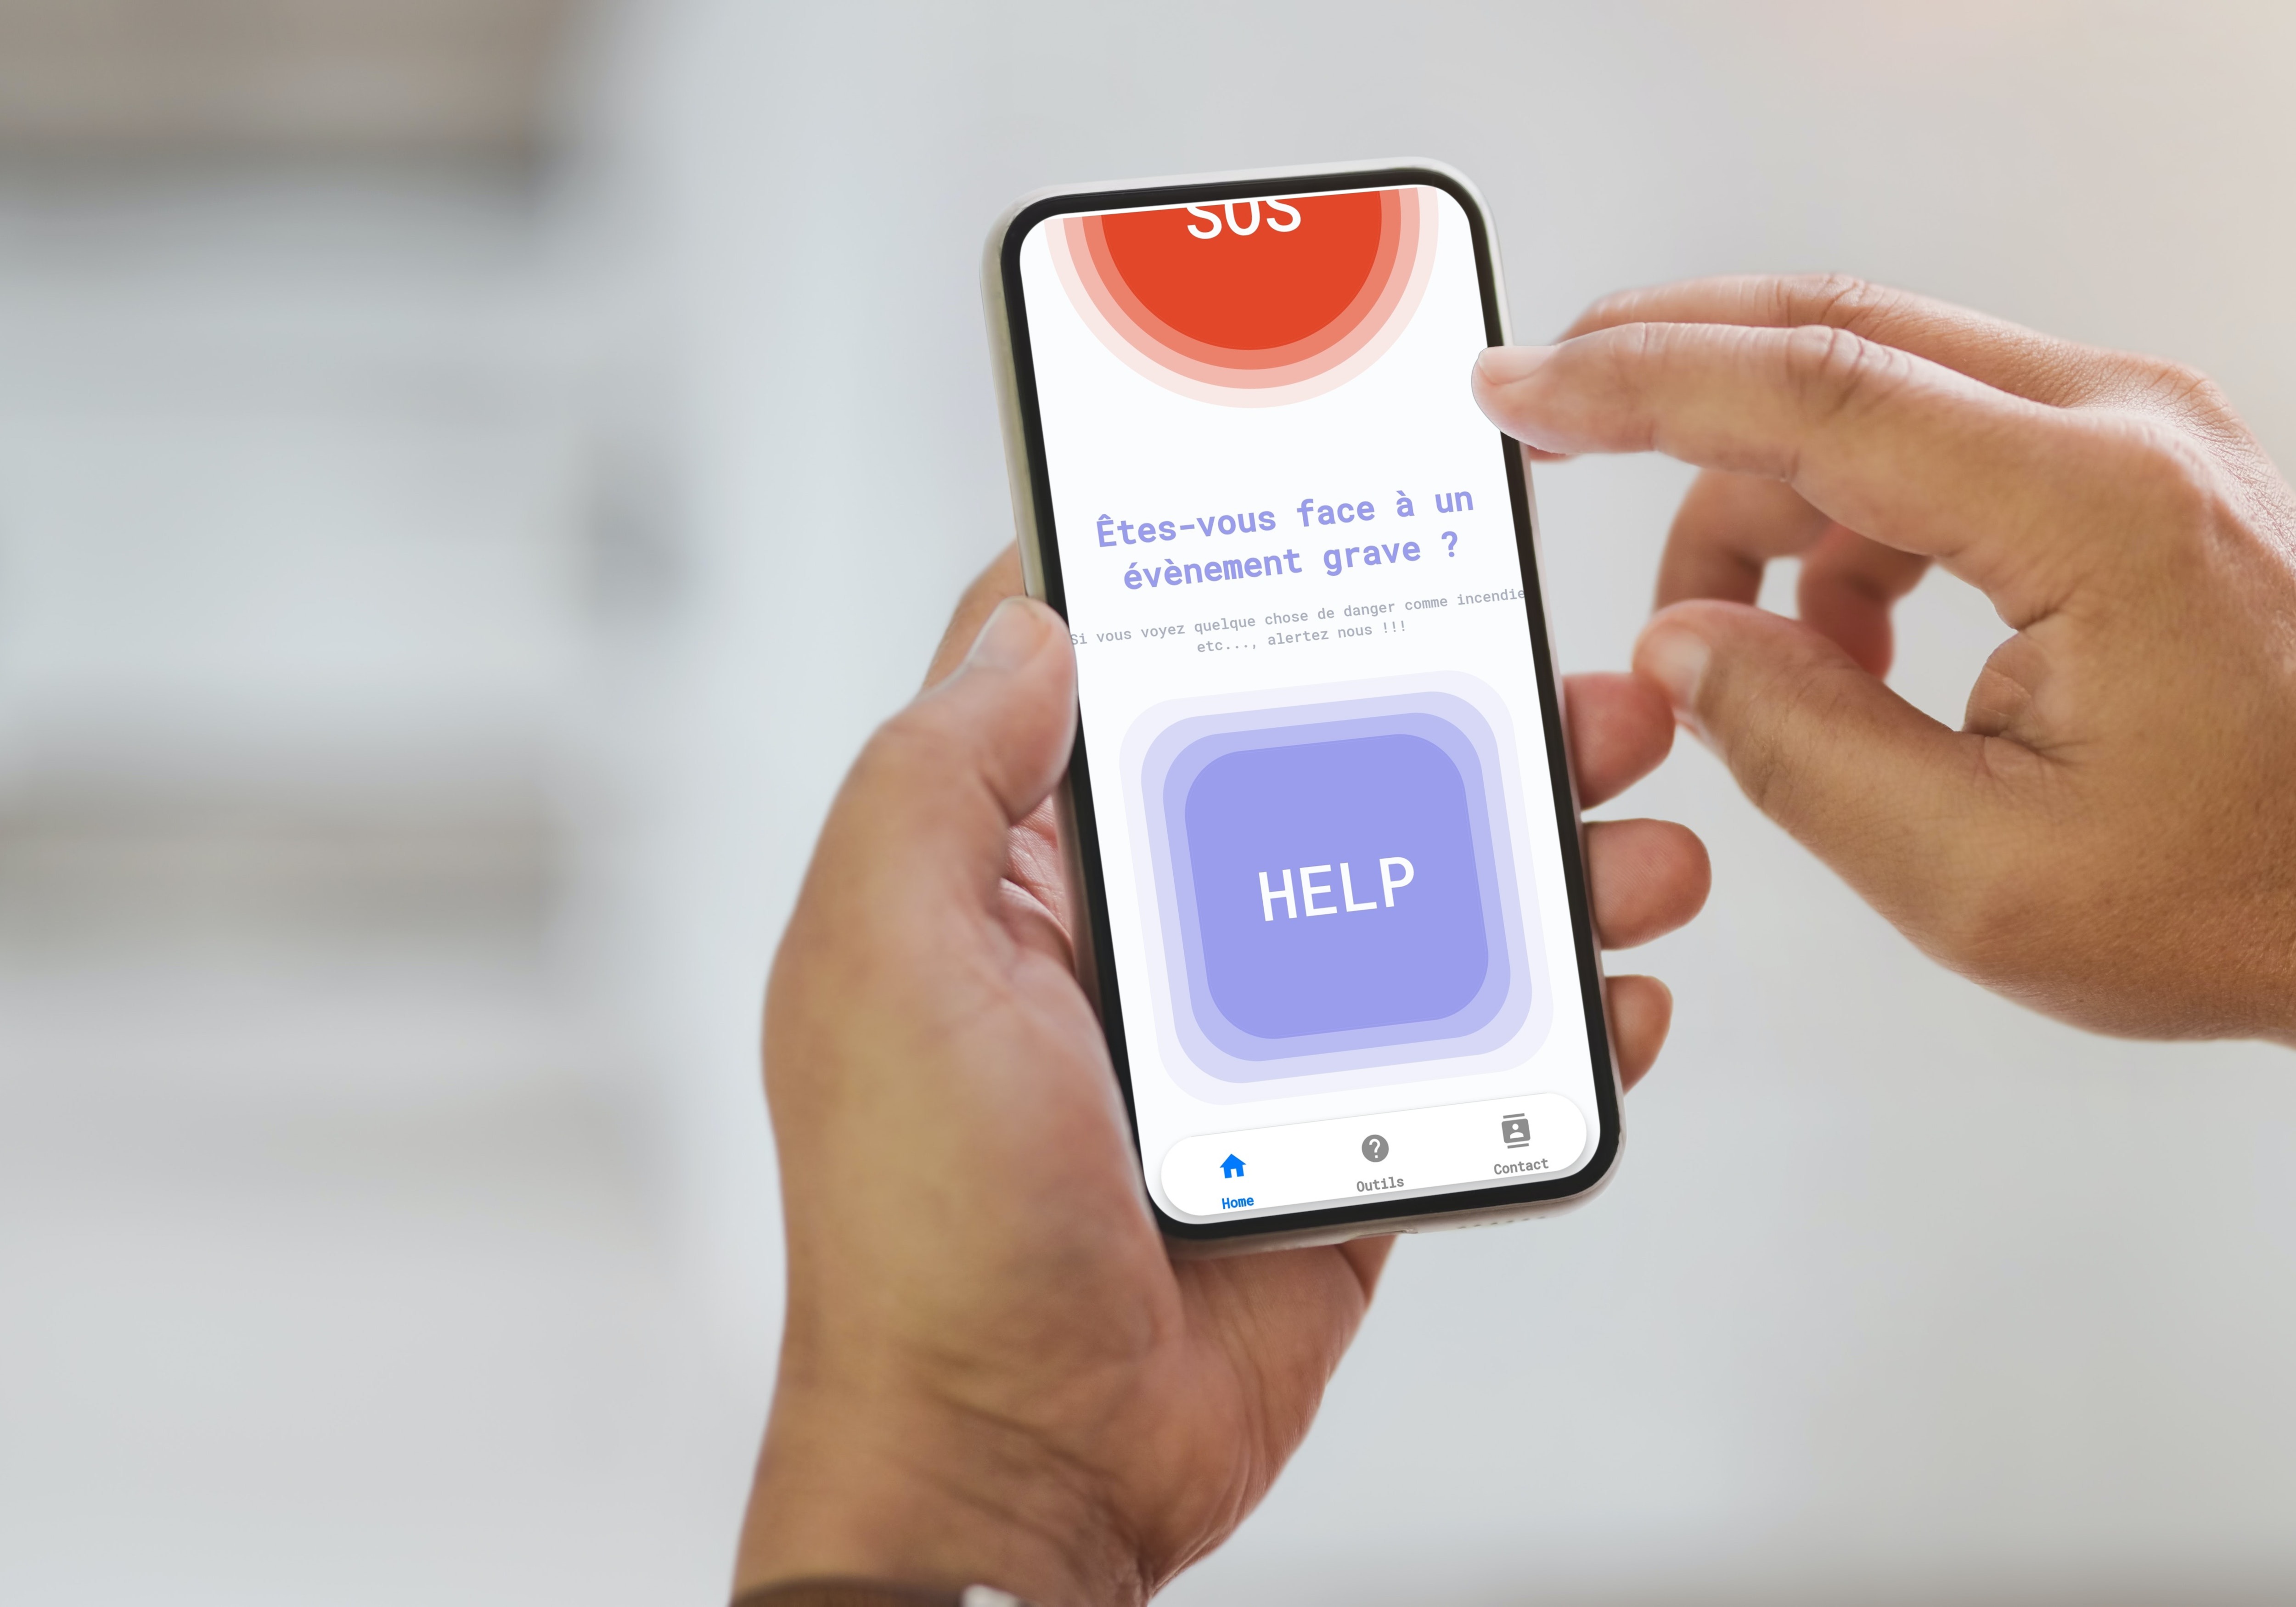 SOS
Êtes-vous face à un
évènement grave ?
Si vous voyez quelque chose de danger comme incendie
etc..., alertez nous !!!
HELP
Home
Outils
Contact